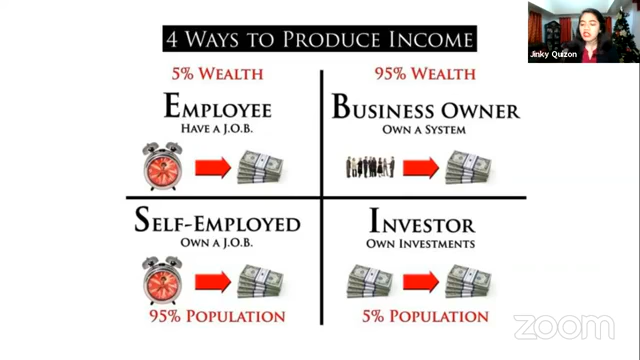 4 WAYS TO PRODUCE INCOME
5% WEALTH
95% WEALTH
EMPLOYEE
HAVE A J.O.B.
BUSINESS OWNER
OWN A SYSTEM
SELF-EMPLOYED
OWN A J.O.B.
INVESTOR
OWN INVESTMENTS
95% POPULATION
5% POPULATION
Jinky Quizon
zoom